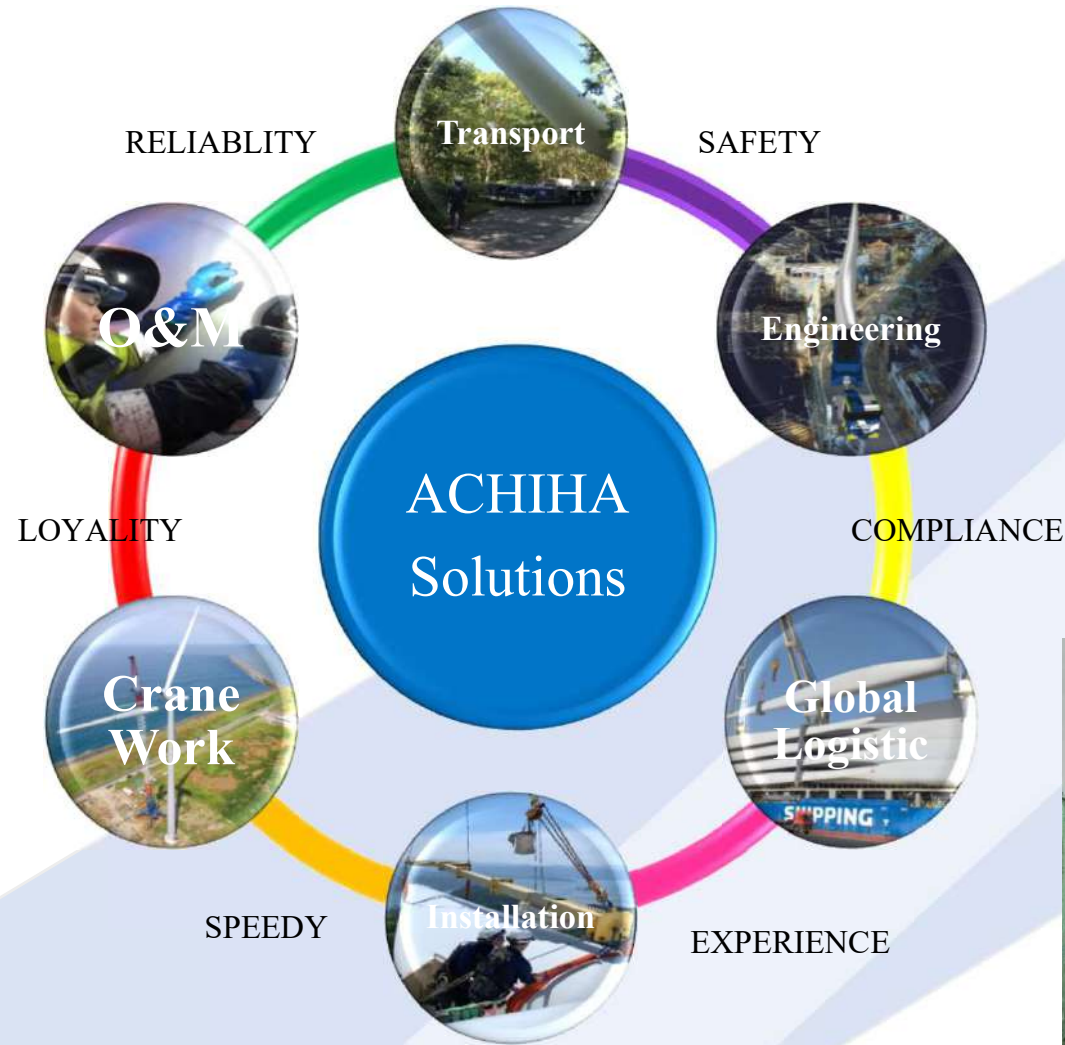 Transport
RELIABLITY
SAFETY
O&M
Engineering
ACHIHA
Solutions
LOYALITY
COMPLIANCE
Crane
Work
Global
Logistic
SHIPPING
Installation
SPEEDY
EXPERIENCE